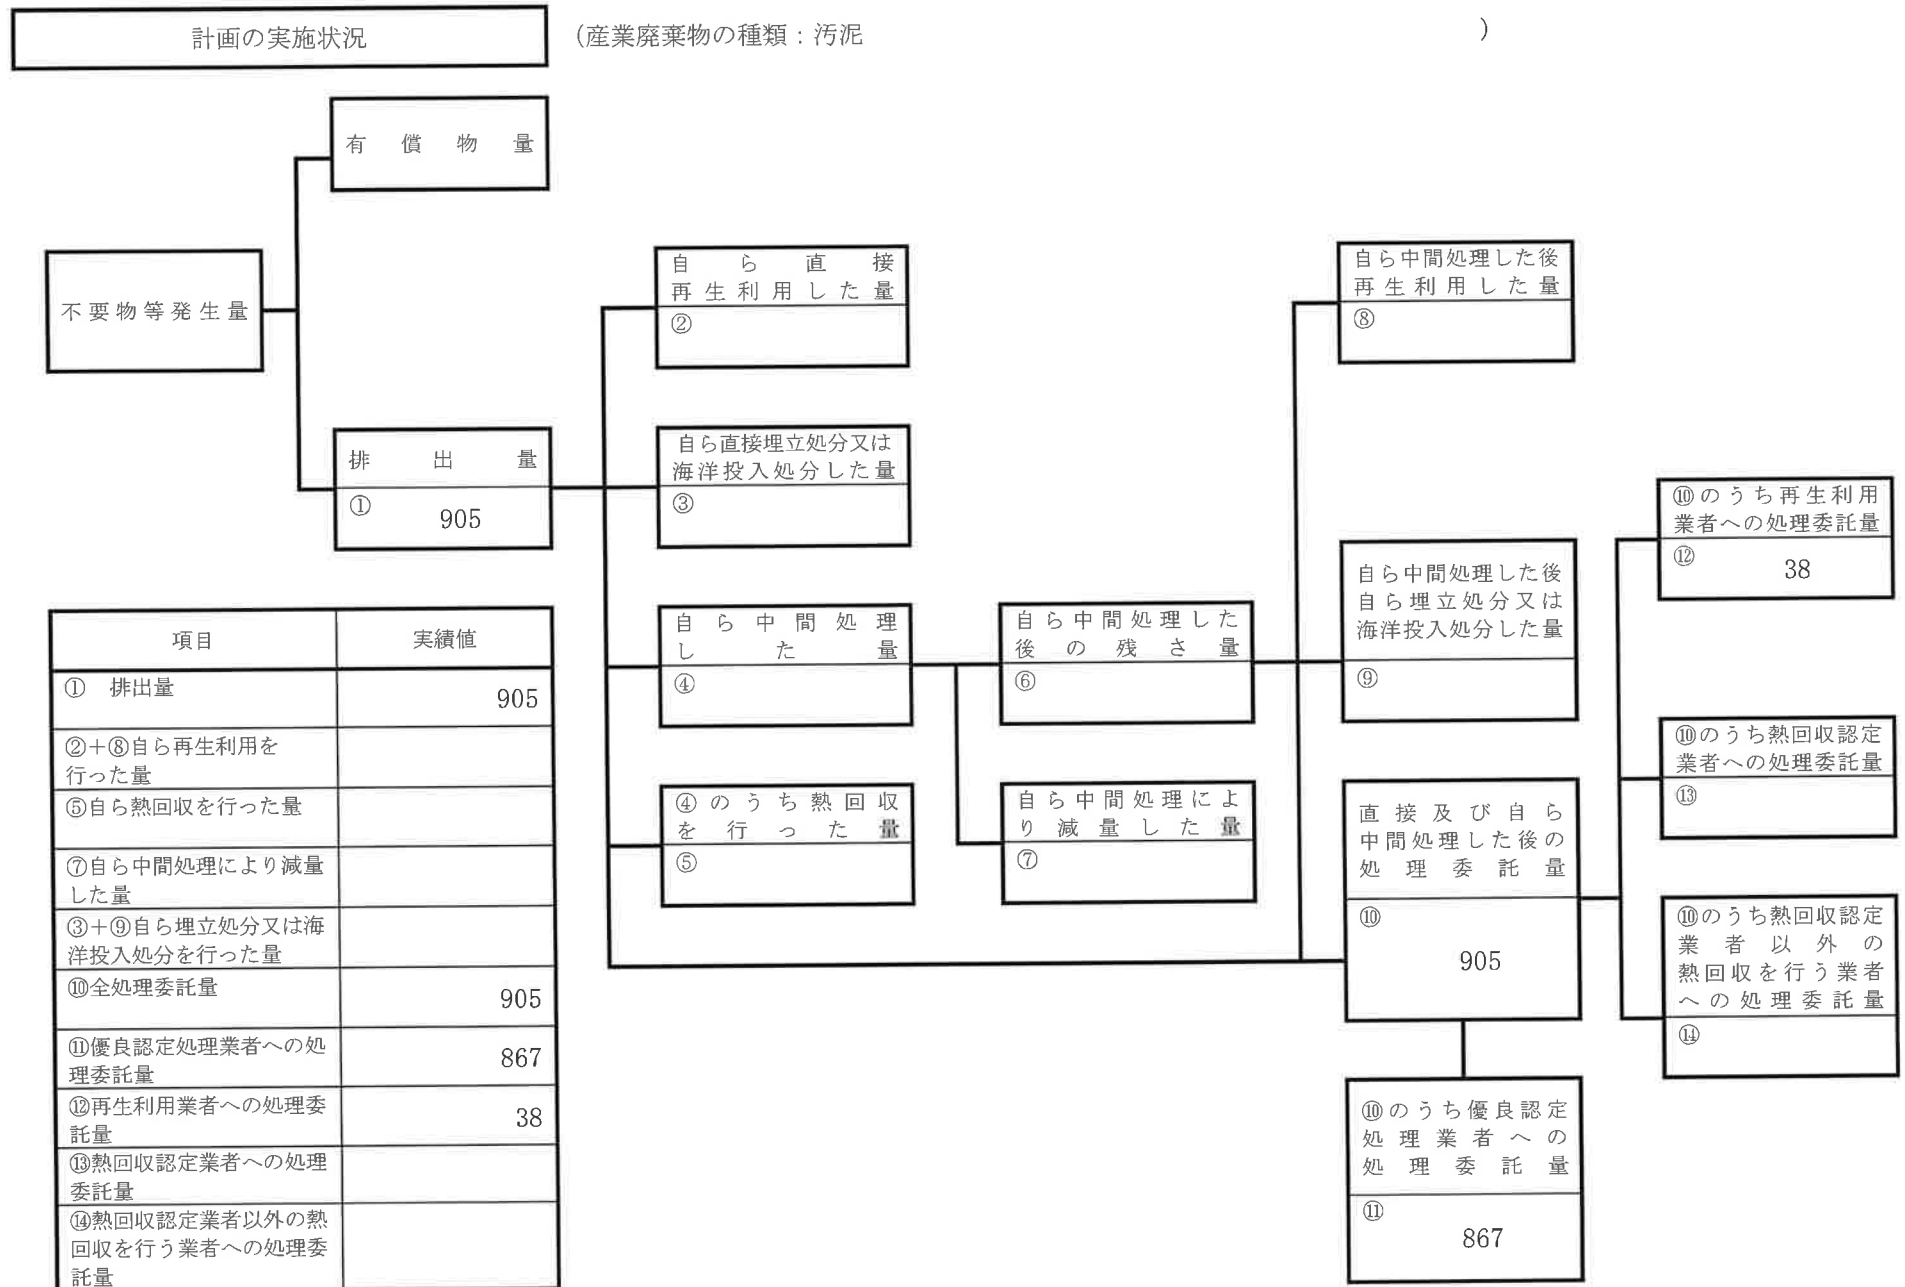 計画の実施状況
(産業廃棄物の種類：汚泥 )
有償物量
不要物等発生量
排出量
① 905
自ら直接
再生利用した量
②
自ら直接埋立処分又は
海洋投入処分した量
③
自ら中間処理
した量
④
④のうち熱回収
を行った量
⑤
自ら中間処理した
後の残さ量
⑥
自ら中間処理によ
り減量した量
⑦
自ら中間処理した後
再生利用した量
⑧
自ら中間処理した後
自ら埋立処分又は
海洋投入処分した量
⑨
直接及び自ら
中間処理した後の
処理委託量
⑩
905
⑩のうち優良認定
処理業者への
処理委託量
⑪
867
⑩のうち再生利用
業者への処理委託量
⑫
38
⑩のうち熱回収認定
業者への処理委託量
⑬
⑩のうち熱回収認定
業者以外の
熱回収を行う業者
への処理委託量
⑭
項目 実績値
① 排出量 905
②＋⑧自ら再生利用を
行った量
⑤自ら熱回収を行った量
⑦自ら中間処理により減量
した量
③＋⑨自ら埋立処分又は海
洋投入処分を行った量
⑩全処理委託量 905
⑪優良認定処理業者への処
理委託量 867
⑫再生利用業者への処理委
託量 38
⑬熱回収認定業者への処理
委託量
⑭熱回収認定業者以外の熱
回収を行う業者への処理委
託量